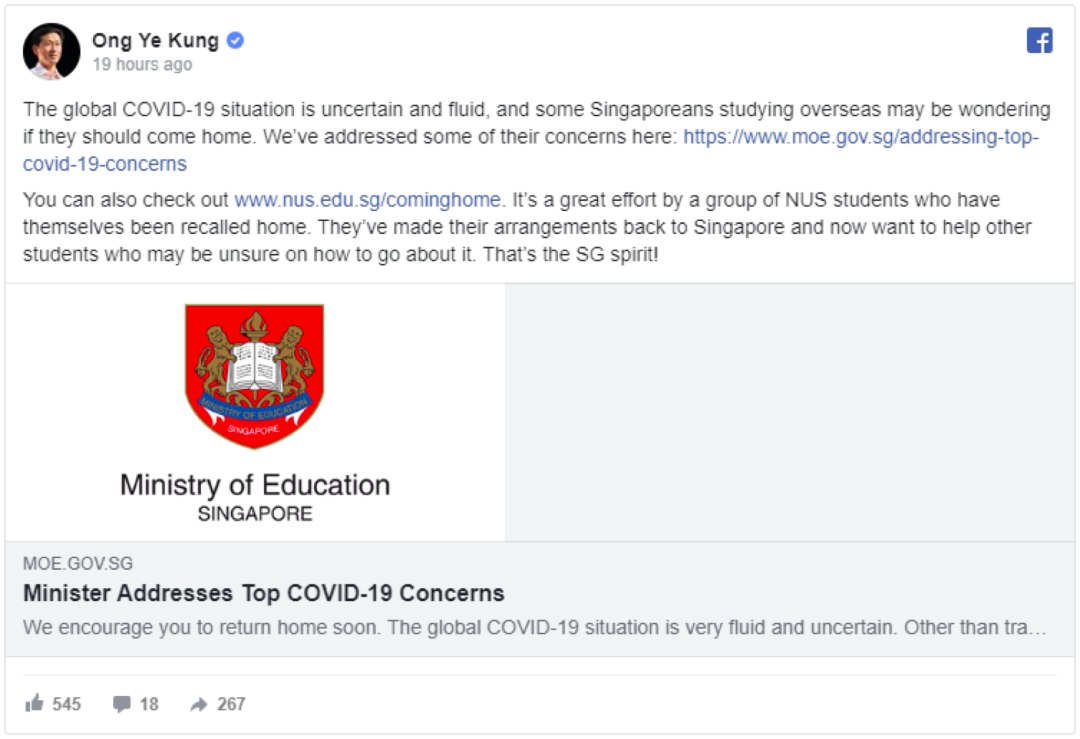 Ong Ye Kung
19 hours ago
The global COVID-19 situation is uncertain and fluid, and some Singaporeans studying overseas may be wondering
if they should come home. We've addressed some of their concerns here: https://www.moe.gov.sg/addressing-top-
covid-19-concerns
You can also check out www.nus.edu.sg/cominghome. It's a great effort by a group of NUS students who have
themselves been recalled home. They've made their arrangements back to Singapore and now want to help other
students who may be unsure on how to go about it. That's the SG spirit!
MINISTRY OF EDUCATION
SINGAPORE
Ministry of Education
SINGAPORE
MOE.GOV.SG
Minister Addresses Top COVID-19 Concerns
We encourage you to return home soon. The global COVID-19 situation is very fluid and uncertain. Other than tra...
545 18 267